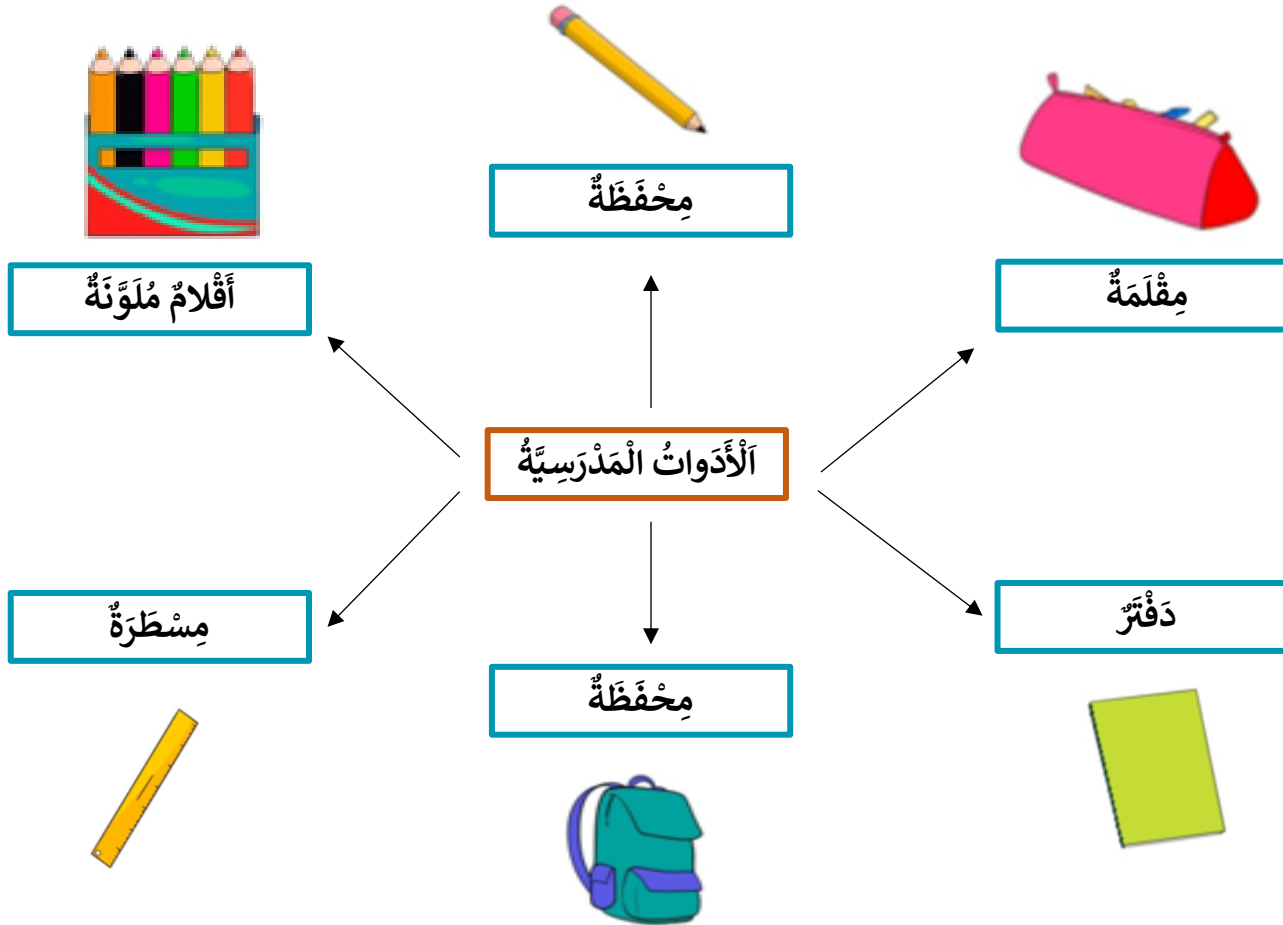 مِحْفَظَةٌ
مِقْلَمَةٌ
أَقْلامٌ مُلَوَّنَةٌ
اَلْأَدَواتُ الْمَدْرَسِيَّةُ
دَفْتَرٌ
مِسْطَرَةٌ
مِحْفَظَةٌ